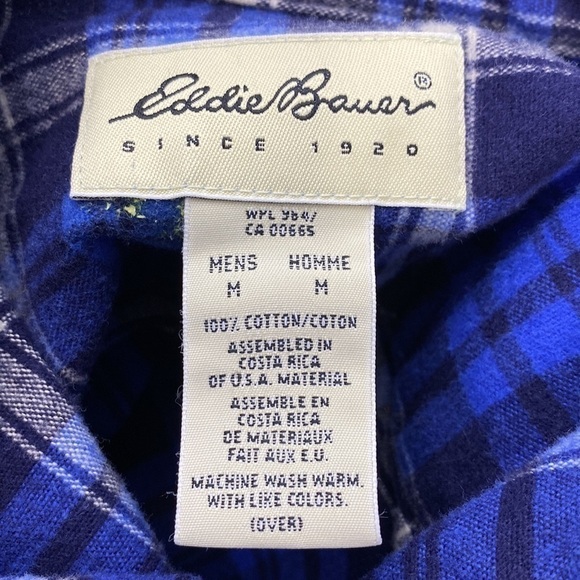 Eddie Bauer ®
SINCE 1920
WPL 9647
CA 00665
MENS HOMME
M M
100% COTTON/COTON
ASSEMBLED IN
COSTA RICA
OF U.S.A. MATERIAL
ASSEMBLE EN
COSTA RICA
DE MATERIAUX
FAIT AUX E.U.
MACHINE WASH WARM.
WITH LIKE COLORS.
(OVER)